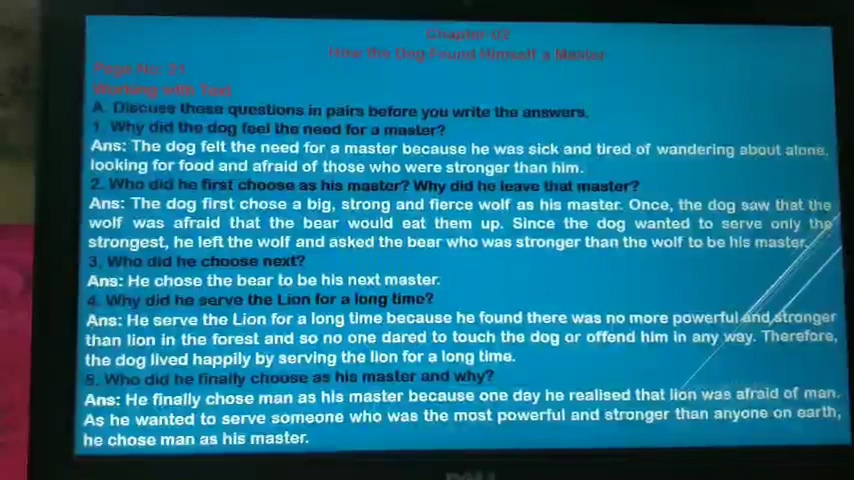 Chapter-02
How the Dog Found Himself a Master
Page No: 31
Working with Text
A. Discuss these questions in pairs before you write the answers.
1. Why did the dog feel the need for a master?
Ans: The dog felt the need for a master because he was sick and tired of wandering about alone,
looking for food and afraid of those who were stronger than him.
2. Who did he first choose as his master? Why did he leave that master?
Ans: The dog first chose a big, strong and fierce wolf as his master. Once, the dog saw that the
wolf was afraid that the bear would eat them up. Since the dog wanted to serve only the
strongest, he left the wolf and asked the bear who was stronger than the wolf to be his master.
3. Who did he choose next?
Ans: He chose the bear to be his next master.
4. Why did he serve the Lion for a long time?
Ans: He serve the Lion for a long time because he found there was no more powerful and stronger
than lion in the forest and so no one dared to touch the dog or offend him in any way. Therefore,
the dog lived happily by serving the lion for a long time.
5. Who did he finally choose as his master and why?
Ans: He finally chose man as his master because one day he realised that lion was afraid of man.
As he wanted to serve someone who was the most powerful and stronger than anyone on earth,
he chose man as his master.
DELL